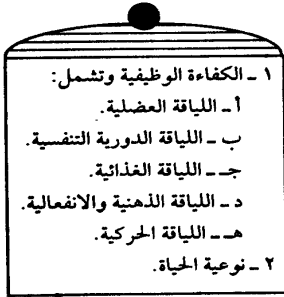 ١ ـ الكفاءة الوظيفية وتشمل:
أ ـ اللياقة العضلية.
ب ـ اللياقة الدورية التنفسية.
جـ ـ اللياقة الغذائية.
د ـ اللياقة الذهنية والانفعالية.
هـ ـ اللياقة الحركية.
٢ ـ نوعية الحياة.